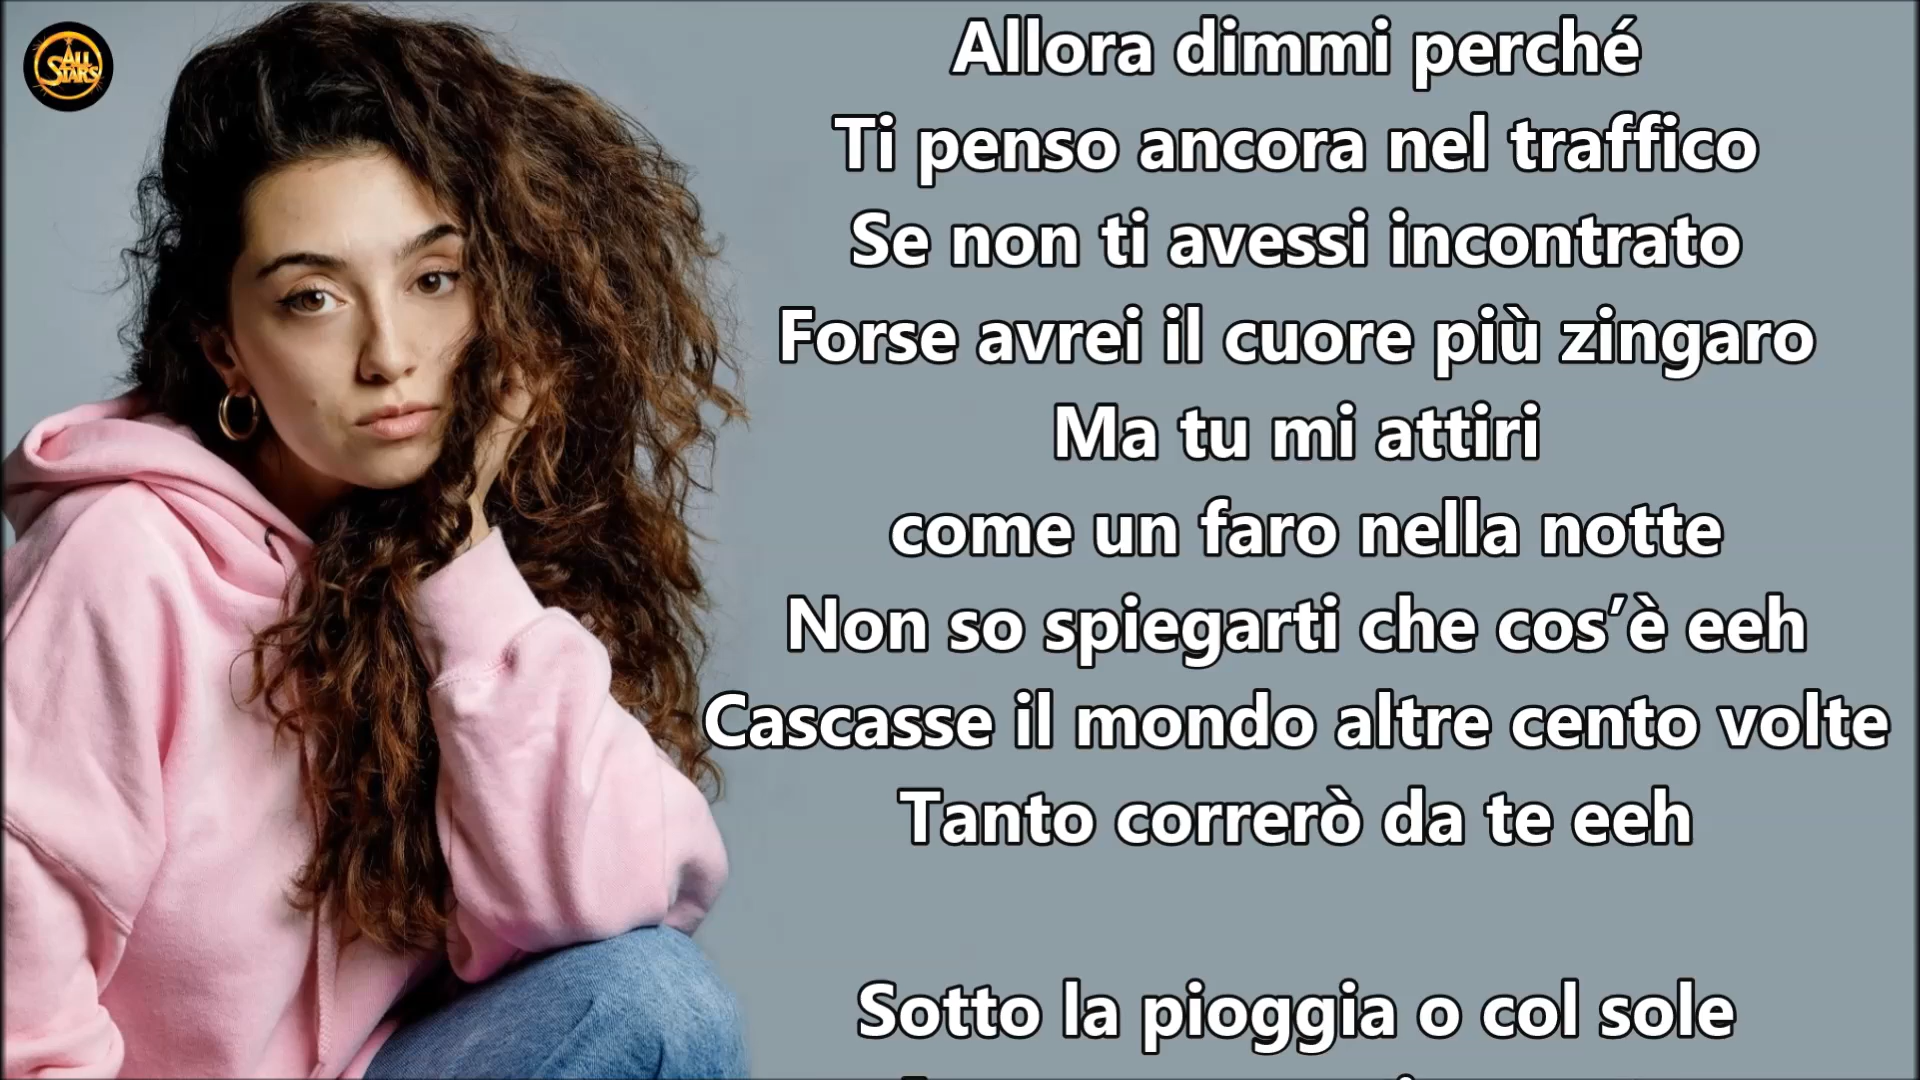 ALL
STARS
Allora dimmi perché
Ti penso ancora nel traffico
Se non ti avessi incontrato
Forse avrei il cuore più zingaro
Ma tu mi attiri
come un faro nella notte
Non so spiegarti che cos’è eeh
Cascasse il mondo altre cento volte
Tanto correrò da te eeh
Sotto la pioggia o col sole